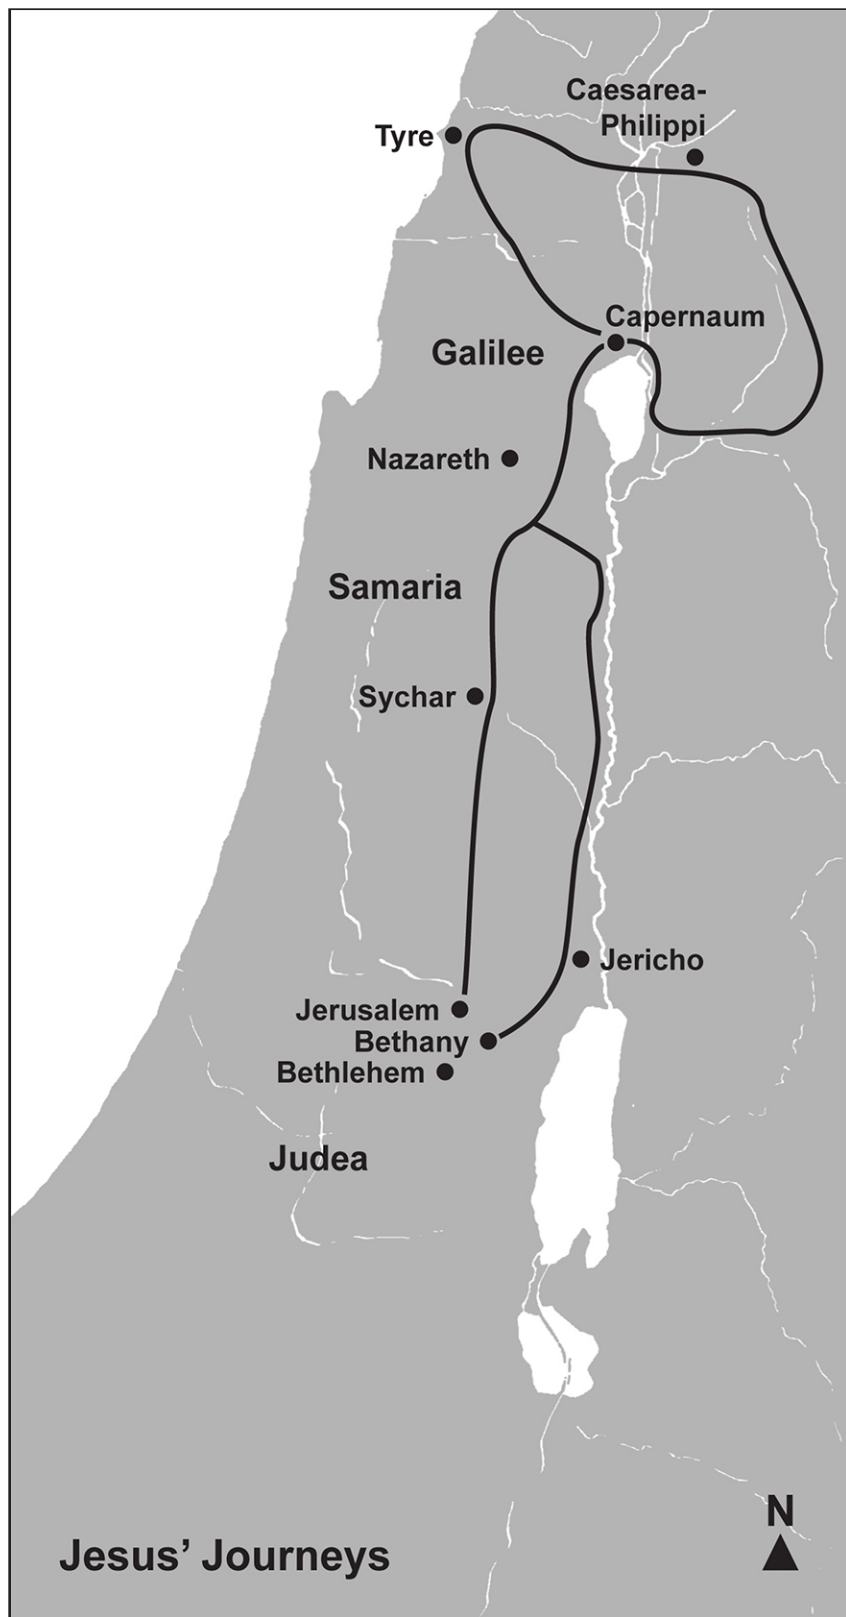 Caesarea-
Philippi
Tyre
Capernaum
Galilee
Nazareth
Samaria
Sychar
Jericho
Jerusalem
Bethany
Bethlehem
Judea
N
Jesus’ Journeys